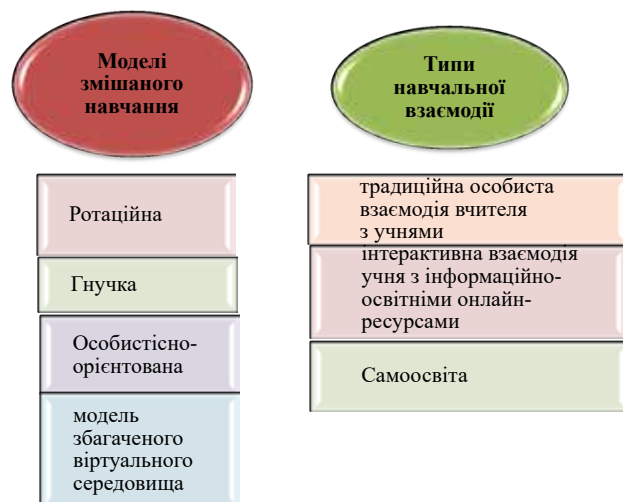 Моделі
змішаного
навчання
Ротаційна
Гнучка
Особистісно-
орієнтована
модель
збагаченого
віртуального
середовища
Типи
навчальної
взаємодії
традиційна особиста
взаємодія вчителя
з учнями
інтерактивна взаємодія
учня з інформаційно-
освітніми онлайн-
ресурсами
Самоосвіта